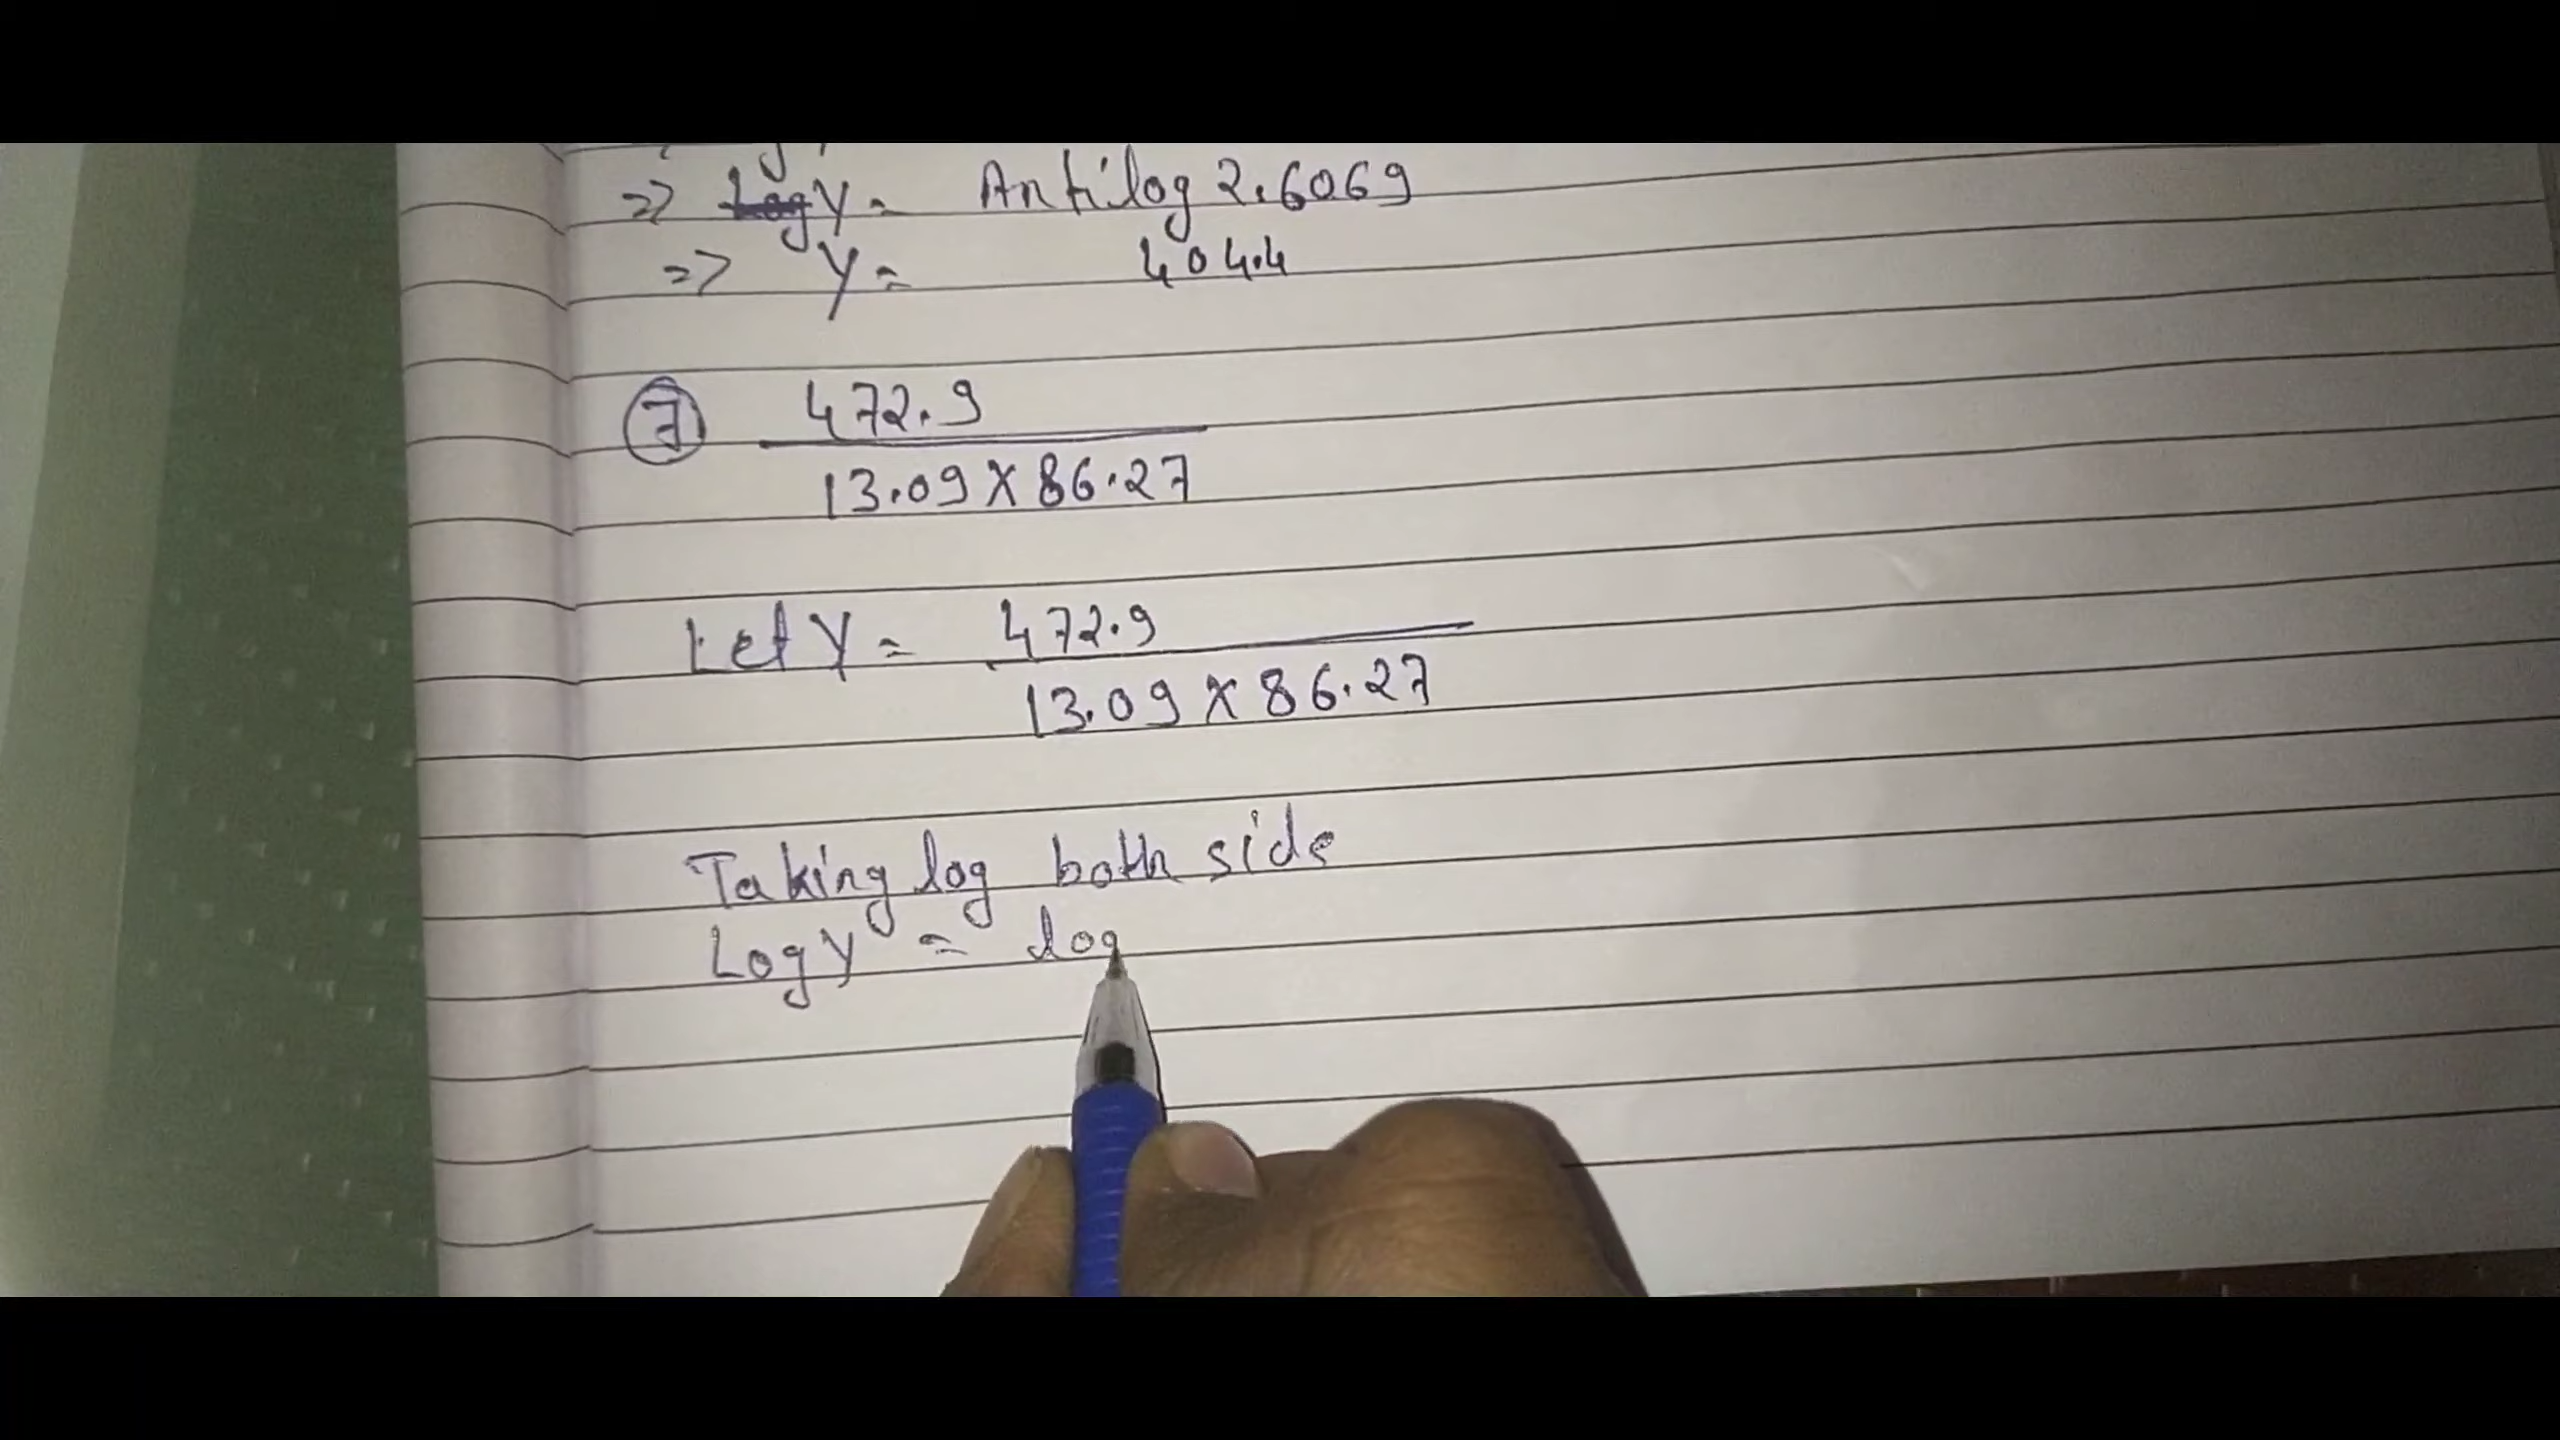 => Y = Antilog 2.6069
=> Y = 404.4
7 472.9
13.09 X 86.27
Let Y = 472.9
13.09 X 86.27
Taking log both side
Log Y = log